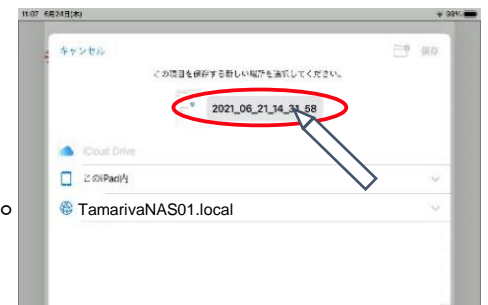 11:07 6月24日(木) 98%
キャンセル 保存
この項目を保存する新しい場所を選択してください。
2021_06_21_14_31_58
iCloud Drive
このiPad内
TamarivaNAS01.local
。